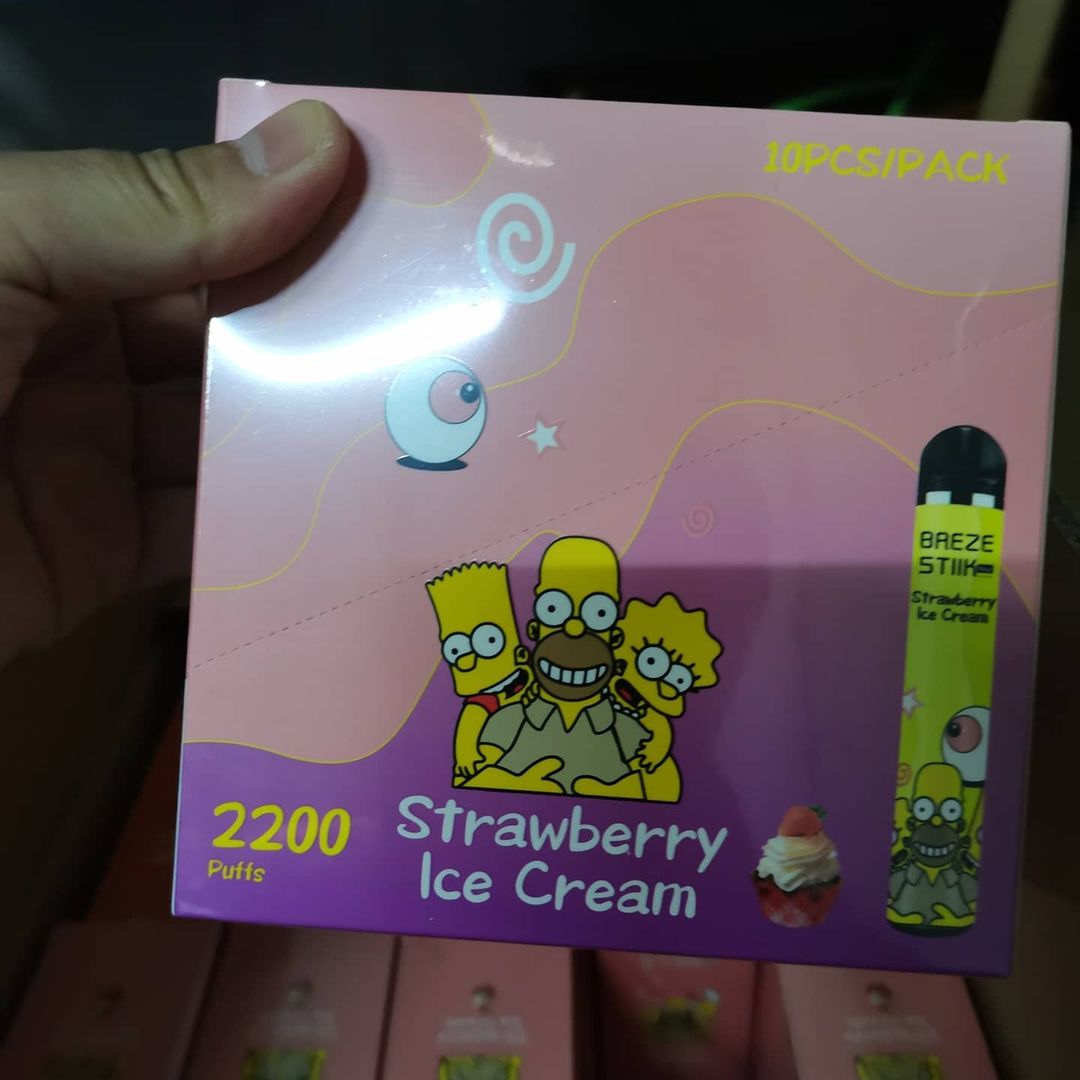 10PCS/PACK
BREZE
STIIK
Strawberry
Ice Cream
2200
Puffs
Strawberry
Ice Cream